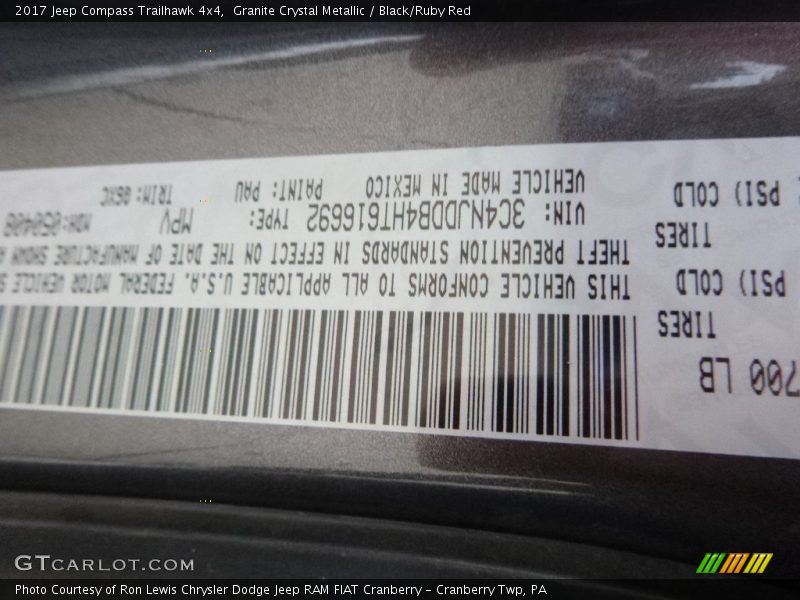 2017 Jeep Compass Trailhawk 4x4,  Granite Crystal Metallic / Black/Ruby Red
700 LB
TIRES
PSI) COLD
TIRES
PSI) COLD
THIS VEHICLE CONFORMS TO ALL APPLICABLE U.S.A. FEDERAL MOTOR VEHICLE
THEFT PREVENTION STANDARDS IN EFFECT ON THE DATE OF MANUFACTURE SHOWN
VIN: 3C4NJDDB4HT616692 TYPE: MPV MDH:050408
VEHICLE MADE IN MEXICO PAINT: PAU TRIM: G6XC
GTCARLOT.COM
Photo Courtesy of Ron Lewis Chrysler Dodge Jeep RAM FIAT Cranberry – Cranberry Twp, PA